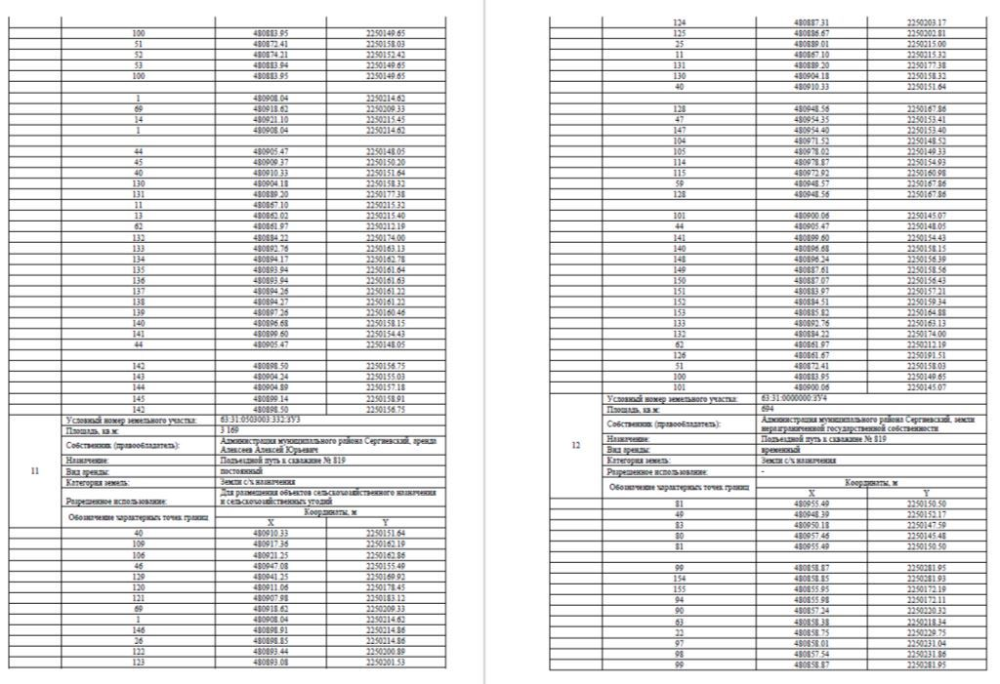 100 480883.95 2250149.65
51 480872.41 2250158.03
52 480874.21 2250152.42
53 480883.94 2250149.65
100 480883.95 2250149.65
1 480908.04 2250214.62
69 480918.62 2250209.33
14 480921.10 2250215.45
1 480908.04 2250214.62
44 480905.47 2250148.05
45 480909.37 2250150.20
40 480910.33 2250151.64
130 480904.18 2250158.32
131 480889.20 2250177.38
11 480867.10 2250215.32
13 480862.02 2250215.40
62 480861.97 2250212.19
132 480884.22 2250174.00
133 480892.76 2250163.13
134 480894.17 2250162.78
135 480893.94 2250161.64
136 480893.94 2250161.63
137 480894.26 2250161.22
138 480894.27 2250161.22
139 480897.26 2250160.46
140 480896.68 2250158.15
141 480899.60 2250154.43
44 480905.47 2250148.05
142 480898.50 2250156.75
143 480904.24 2250155.03
144 480904.89 2250157.18
145 480899.14 2250158.91
142 480898.50 2250156.75
11
Условный номер земельного участка: 63:31:0503003:332:ЗУ3
Площадь, кв.м: 3 169
Собственник (правообладатель): Администрация муниципального района Сергиевский, аренда
Алексеев Алексей Юрьевич
Назначение: Подъездной путь к скважине № 819
Вид аренды: постоянный
Категория земель: Земли с/х назначения
Разрешенное использование: Для размещения объектов сельскохозяйственного назначения
и сельскохозяйственных угодий
Обозначение характерных точек границ Координаты, м
X Y
40 480910.33 2250151.64
109 480917.36 2250162.19
106 480921.25 2250162.86
46 480947.08 2250155.49
129 480941.25 2250169.92
120 480911.06 2250178.45
121 480907.98 2250183.12
69 480918.62 2250209.33
1 480908.04 2250214.62
146 480898.91 2250214.86
26 480898.85 2250214.86
122 480893.44 2250200.89
123 480893.08 2250201.53
124 480887.31 2250203.17
125 480886.67 2250202.81
25 480889.01 2250215.00
11 480867.10 2250215.32
131 480889.20 2250177.38
130 480904.18 2250158.32
40 480910.33 2250151.64
128 480948.56 2250167.86
47 480954.35 2250153.41
147 480954.40 2250153.40
104 480971.52 2250148.52
105 480978.02 2250149.33
114 480978.87 2250154.93
115 480972.92 2250160.98
59 480948.57 2250167.86
128 480948.56 2250167.86
101 480900.06 2250145.07
44 480905.47 2250148.05
141 480899.60 2250154.43
140 480896.68 2250158.15
148 480896.24 2250156.39
149 480887.61 2250158.56
150 480887.07 2250156.43
151 480883.97 2250157.21
152 480884.51 2250159.34
153 480885.82 2250164.88
133 480892.76 2250163.13
132 480884.22 2250174.00
62 480861.97 2250212.19
126 480861.67 2250191.51
51 480872.41 2250158.03
100 480883.95 2250149.65
101 480900.06 2250145.07
12
Условный номер земельного участка: 63:31:0000000:ЗУ4
Площадь, кв.м: 694
Собственник (правообладатель): Администрация муниципального района Сергиевский, земли
неразграниченной государственной собственности
Назначение: Подъездной путь к скважине № 819
Вид аренды: временный
Категория земель: Земли с/х назначения
Разрешенное использование: -
Обозначение характерных точек границ Координаты, м
X Y
81 480955.49 2250150.50
49 480948.39 2250152.17
83 480950.18 2250147.59
80 480957.46 2250145.48
81 480955.49 2250150.50
99 480858.87 2250281.95
154 480858.85 2250281.93
155 480855.95 2250172.19
94 480855.98 2250172.11
90 480857.24 2250220.32
63 480858.38 2250218.34
22 480858.75 2250229.75
97 480858.01 2250231.04
98 480857.54 2250231.86
99 480858.87 2250281.95